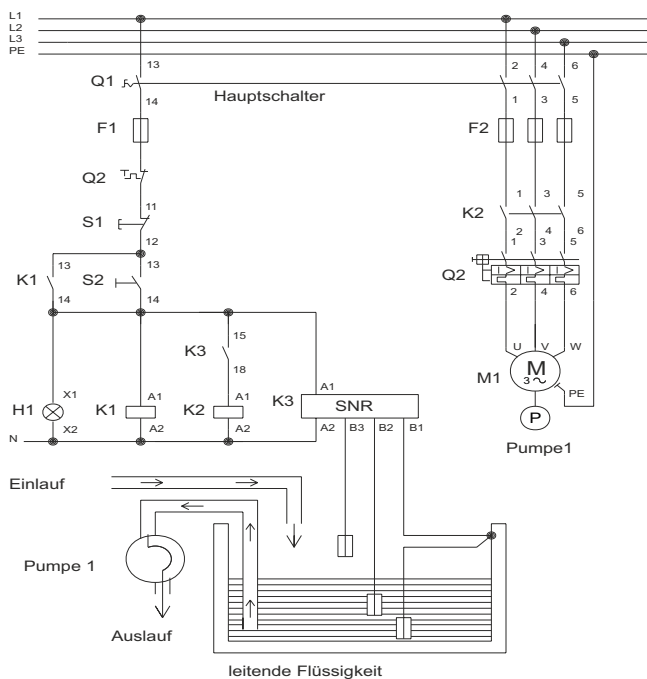 L1
L2
L3
PE
13
2
4
6
Q1
14
Hauptschalter
1
3
5
F1
F2
Q2
11
1
3
5
S1
K2
12
2
4
6
13
13
1
3
5
K1
S2
Q2
14
14
2
4
6
15
K3
U
V
W
18
M
3 ~
M1
A1
PE
X1
A1
A1
K3
SNR
H1
K1
K2
P
X2
A2
A2
A2
B3
B2
B1
N
Pumpe1
Einlauf
Pumpe 1
Auslauf
leitende Flüssigkeit